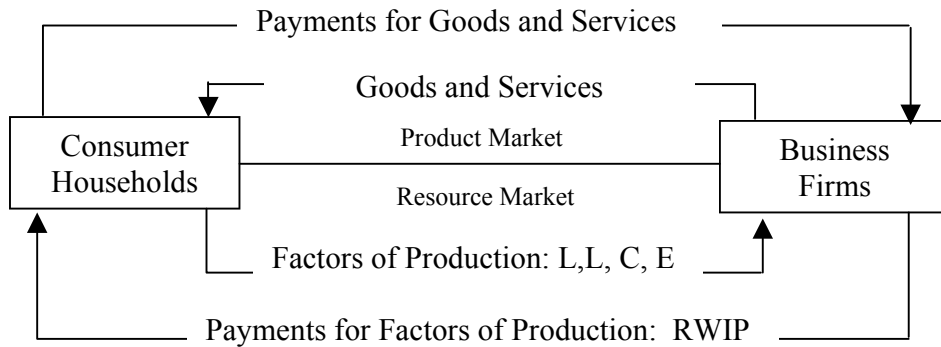 Payments for Goods and Services
Goods and Services
Consumer
Households
Product Market
Business
Firms
Resource Market
Factors of Production: L,L, C, E
Payments for Factors of Production:  RWIP